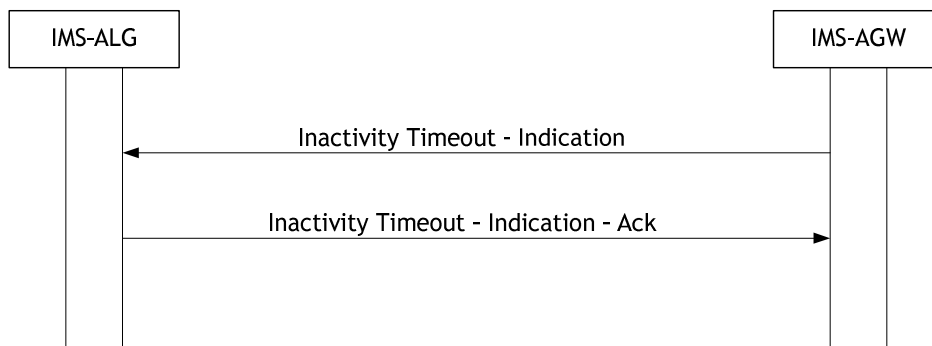 IMS-ALG
IMS-AGW
Inactivity Timeout - Indication
Inactivity Timeout – Indication – Ack